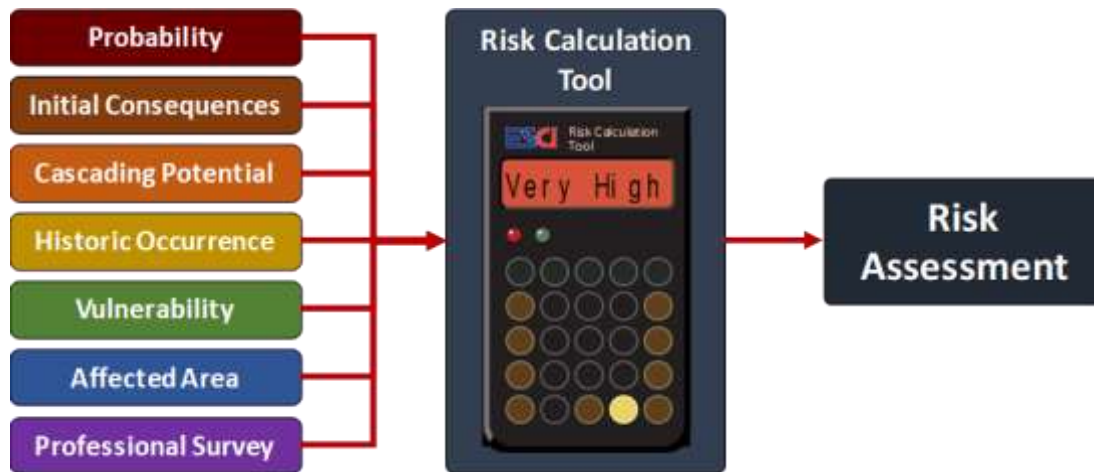 Probability
Initial Consequences
Cascading Potential
Historic Occurrence
Vulnerability
Affected Area
Professional Survey
Risk Calculation
Tool
ESCI
Risk Calculation
Tool
Very High
Risk
Assessment